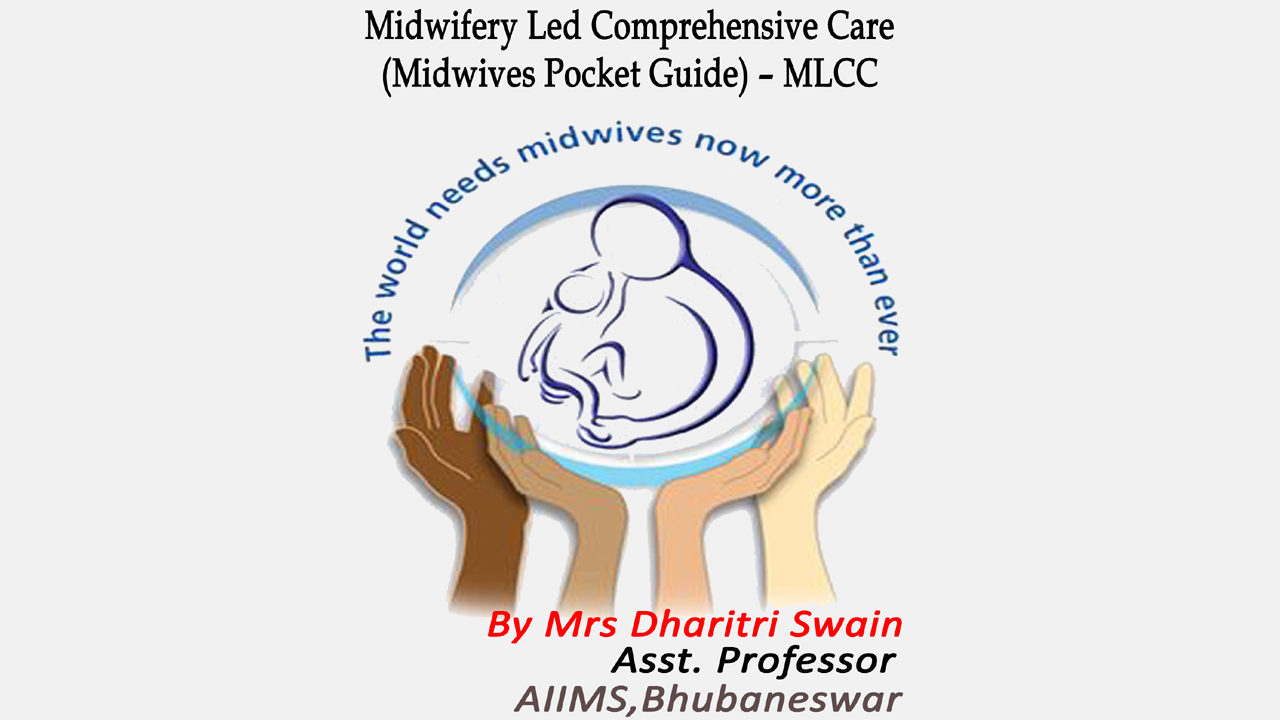 Midwifery Led Comprehensive Care
(Midwives Pocket Guide) – MLCC
The world needs midwives now more than ever
By Mrs Dharitri Swain
Asst. Professor
AIIMS,Bhubaneswar